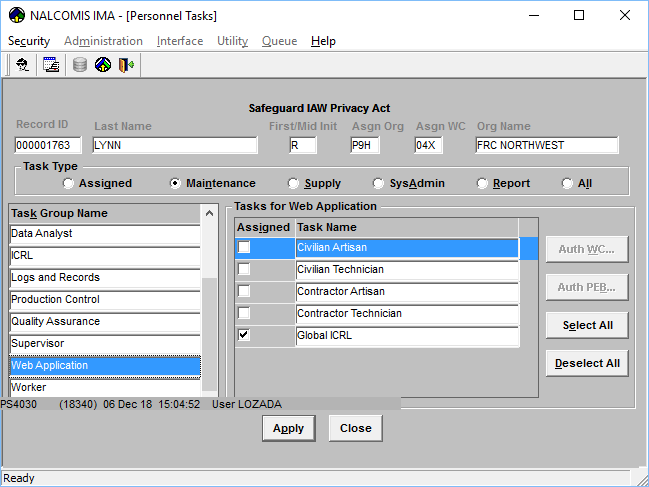 NALCOMIS IMA - [Personnel Tasks]
Security Administration Interface Utility Queue Help
Safeguard IAW Privacy Act
Record ID Last Name First/Mid Init Asgn Org Asgn WC Org Name
000001763 LYNN R P9H 04X FRC NORTHWEST
Task Type
Assigned Maintenance Supply SysAdmin Report All
Task Group Name
Data Analyst
ICRL
Logs and Records
Production Control
Quality Assurance
Supervisor
Web Application
Worker
Tasks for Web Application
Assigned Task Name
Civilian Artisan
Civilian Technician
Contractor Artisan
Contractor Technician
Global ICRL
Auth WC...
Auth PEB...
Select All
Deselect All
PS4030 (18340) 06 Dec 18 15:04:52 User LOZADA
Apply Close
Ready